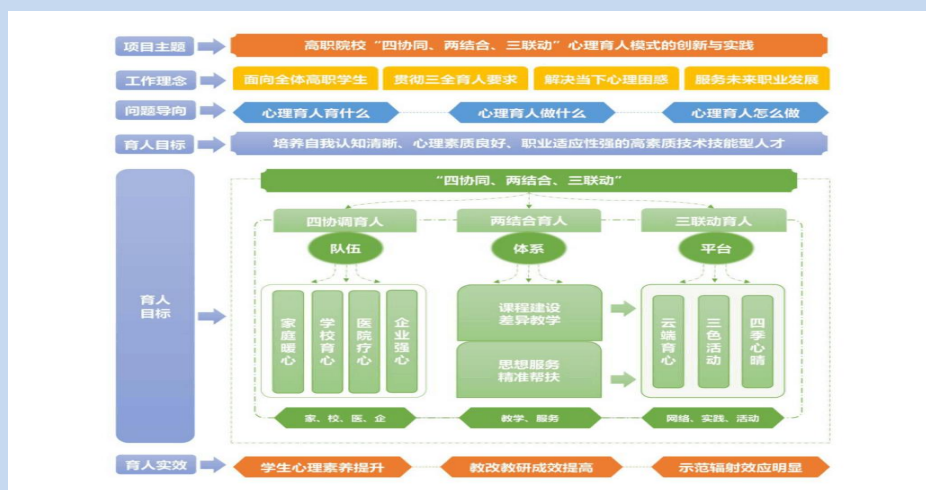 项目主题
高职院校“四协同、两结合、三联动”心理育人模式的创新与实践
工作理念
面向全体高职学生
贯彻三全育人要求
解决当下心理困惑
服务未来职业发展
问题导向
心理育人育什么
心理育人做什么
心理育人怎么做
育人目标
培养自我认知清晰、心理素质良好、职业适应性强的高素质技术技能型人才
育人
目标
“四协同、两结合、三联动”
四协调育人
两结合育人
三联动育人
队伍
体系
平台
家庭暖心
学校育心
医院疗心
企业强心
课程建设
差异教学
思想服务
精准帮扶
云端育心
三色活动
四季心晴
家、校、医、企
教学、服务
网络、实践、活动
育人实效
学生心理素养提升
教改教研成效提高
示范辐射效应明显